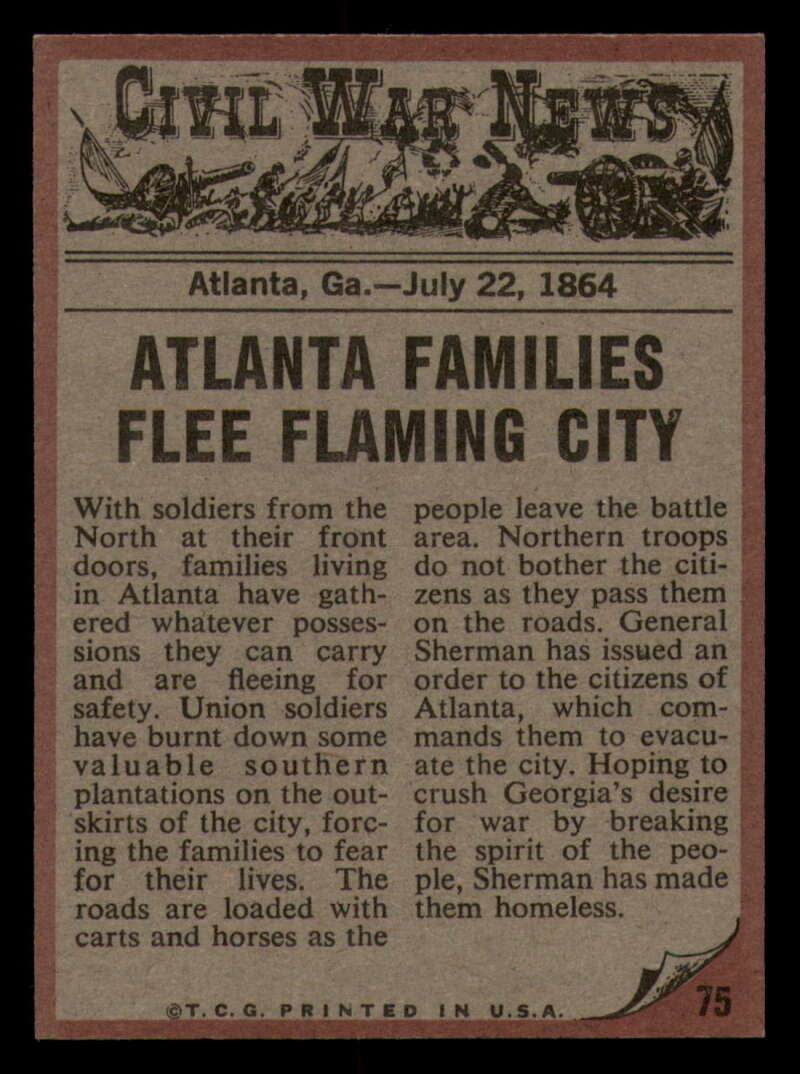 CIVIL WAR NEWS
Atlanta, Ga.—July 22, 1864
ATLANTA FAMILIES
FLEE FLAMING CITY
With soldiers from the
North at their front
doors, families living
in Atlanta have gath-
ered whatever posses-
sions they can carry
and are fleeing for
safety. Union soldiers
have burnt down some
valuable southern
plantations on the out-
skirts of the city, forc-
ing the families to fear
for their lives. The
roads are loaded with
carts and horses as the
people leave the battle
area. Northern troops
do not bother the citi-
zens as they pass them
on the roads. General
Sherman has issued an
order to the citizens of
Atlanta, which com-
mands them to evacu-
ate the city. Hoping to
crush Georgia's desire
for war by breaking
the spirit of the peo-
ple, Sherman has made
them homeless.
©T.C.G. PRINTED IN U.S.A.
75